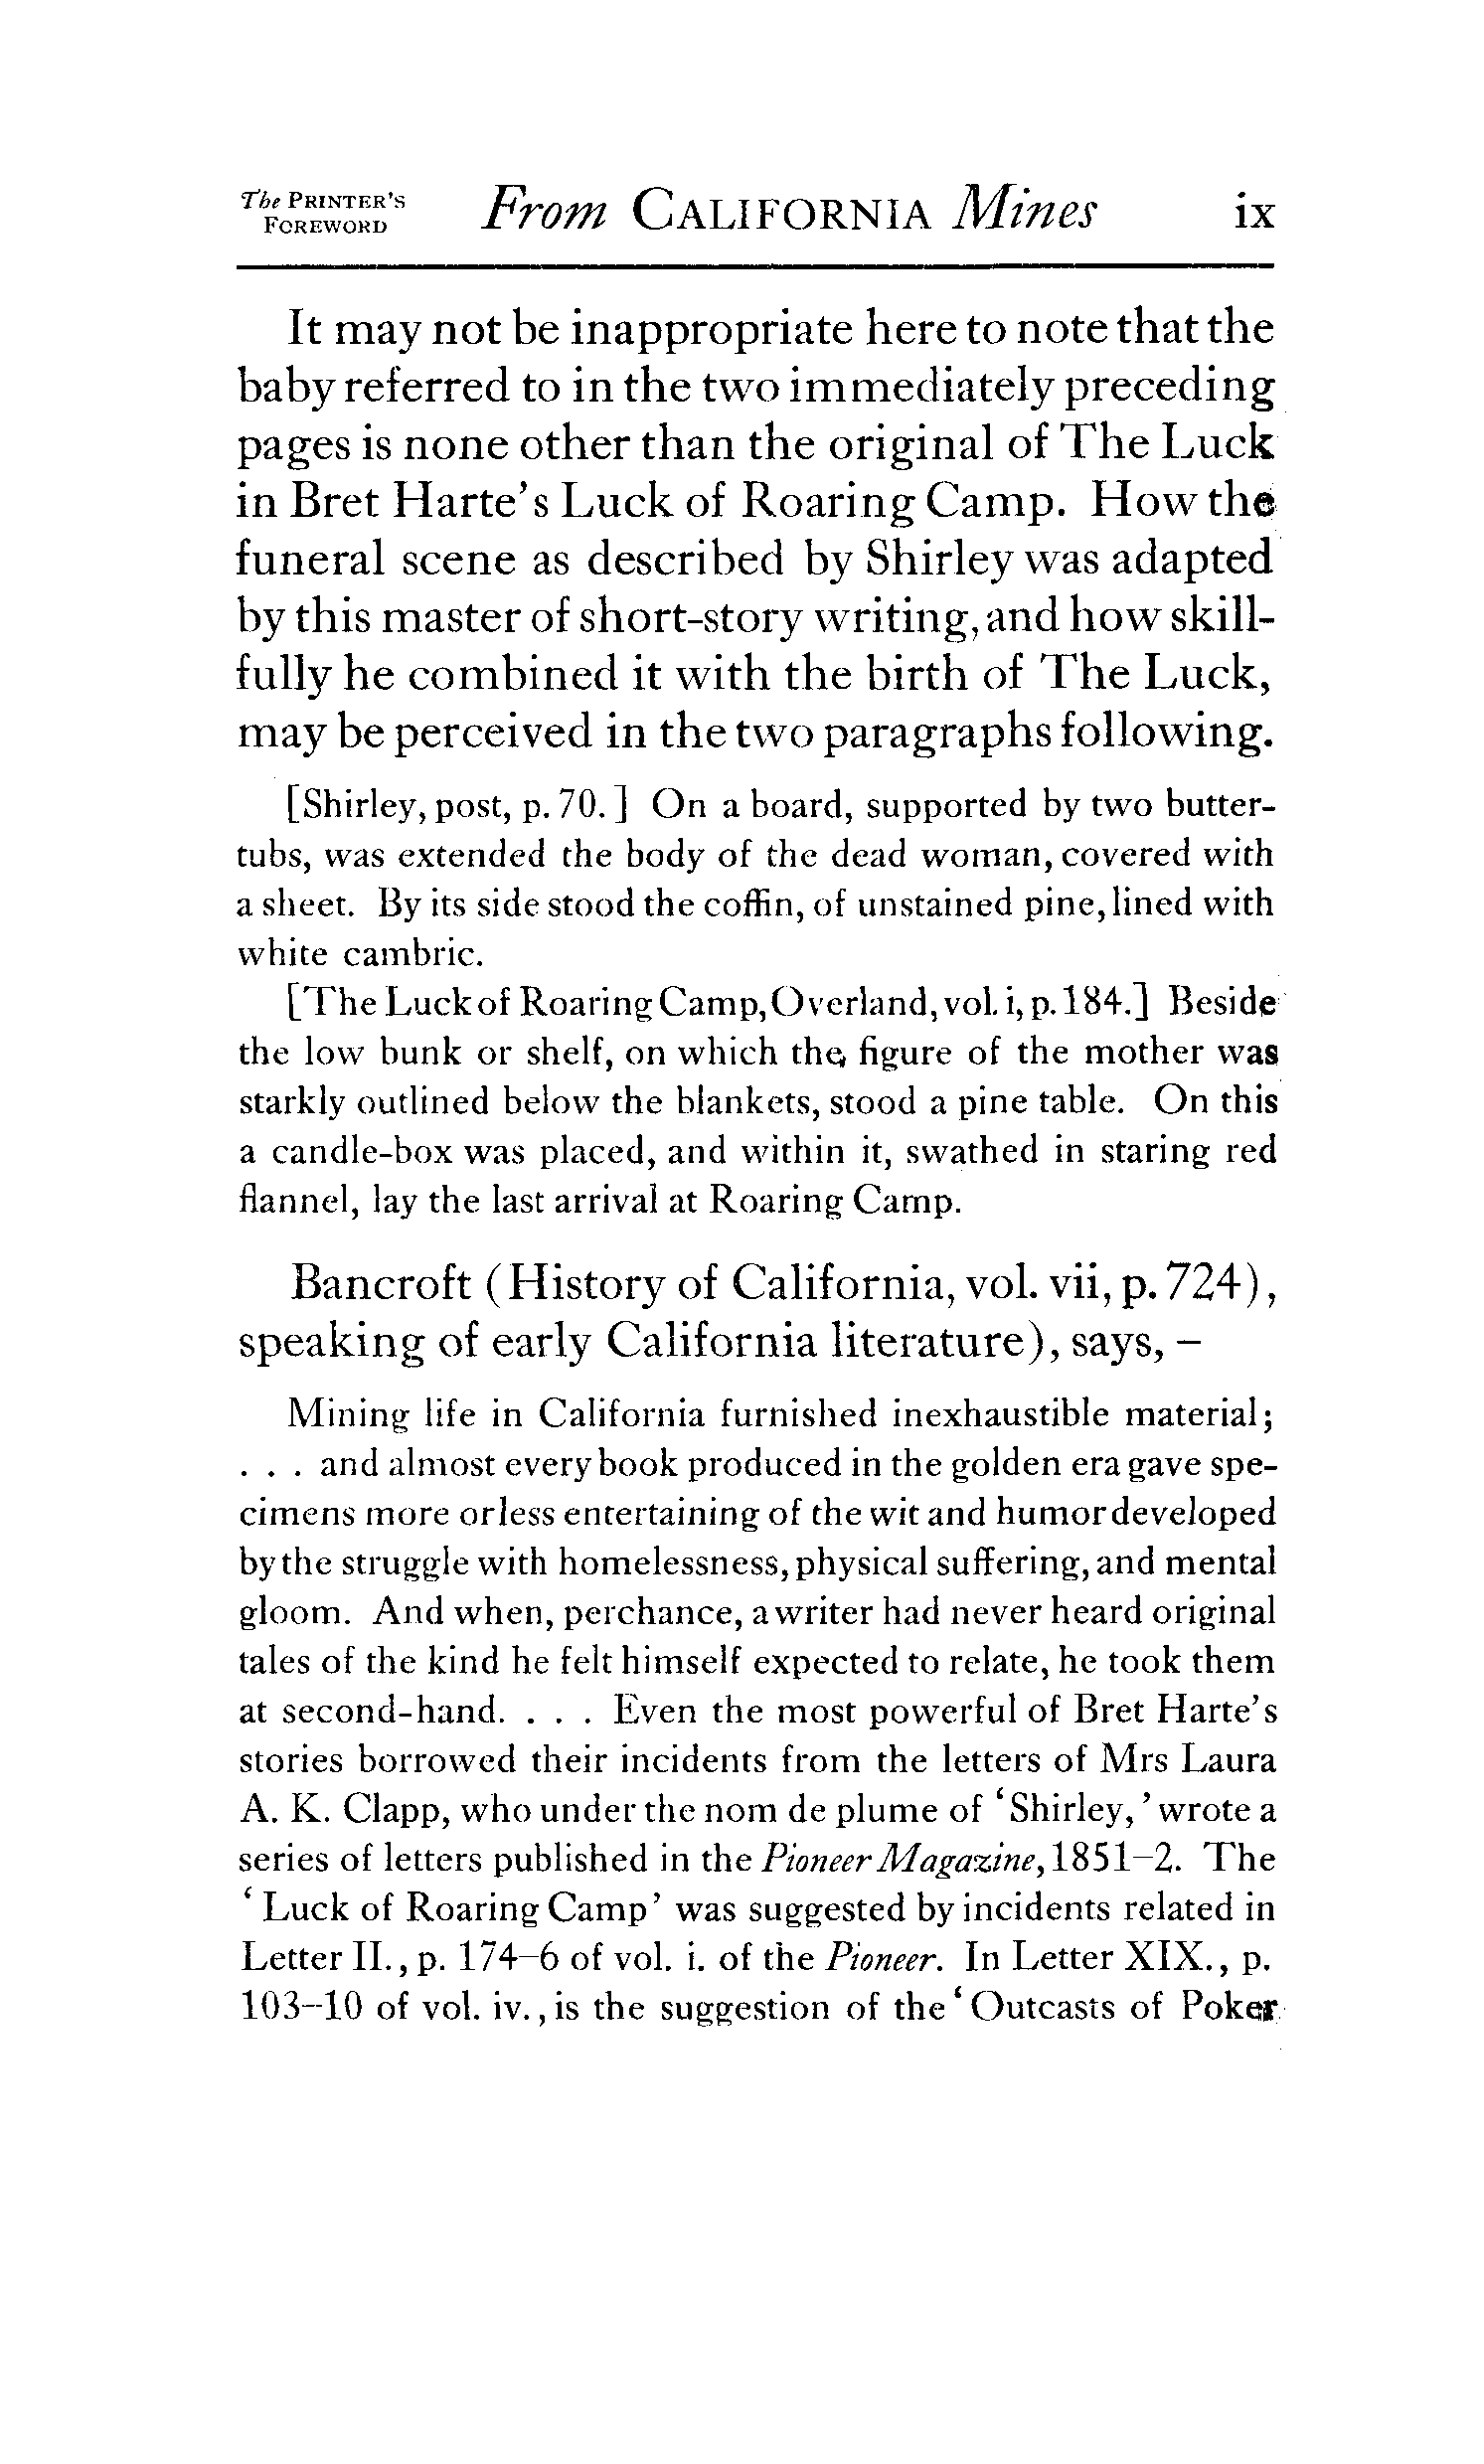 The PRINTER'S FOREWORD From CALIFORNIA Mines ix
It may not be inappropriate here to note that the
baby referred to in the two immediately preceding
pages is none other than the original of The Luck
in Bret Harte's Luck of Roaring Camp. How the
funeral scene as described by Shirley was adapted
by this master of short-story writing, and how skill-
fully he combined it with the birth of The Luck,
may be perceived in the two paragraphs following.
[Shirley, post, p. 70.] On a board, supported by two butter-
tubs, was extended the body of the dead woman, covered with
a sheet. By its side stood the coffin, of unstained pine, lined with
white cambric.
[The Luck of Roaring Camp, Overland, vol. i, p. 184.] Beside
the low bunk or shelf, on which the figure of the mother was
starkly outlined below the blankets, stood a pine table. On this
a candle-box was placed, and within it, swathed in staring red
flannel, lay the last arrival at Roaring Camp.
Bancroft (History of California, vol. vii, p. 724),
speaking of early California literature), says, –
Mining life in California furnished inexhaustible material;
. . . and almost every book produced in the golden era gave spe-
cimens more or less entertaining of the wit and humor developed
by the struggle with homelessness, physical suffering, and mental
gloom. And when, perchance, a writer had never heard original
tales of the kind he felt himself expected to relate, he took them
at second-hand. . . . Even the most powerful of Bret Harte's
stories borrowed their incidents from the letters of Mrs Laura
A. K. Clapp, who under the nom de plume of 'Shirley,' wrote a
series of letters published in the Pioneer Magazine, 1851–2. The
'Luck of Roaring Camp' was suggested by incidents related in
Letter II., p. 174–6 of vol. i. of the Pioneer. In Letter XIX., p.
103–10 of vol. iv., is the suggestion of the 'Outcasts of Poker